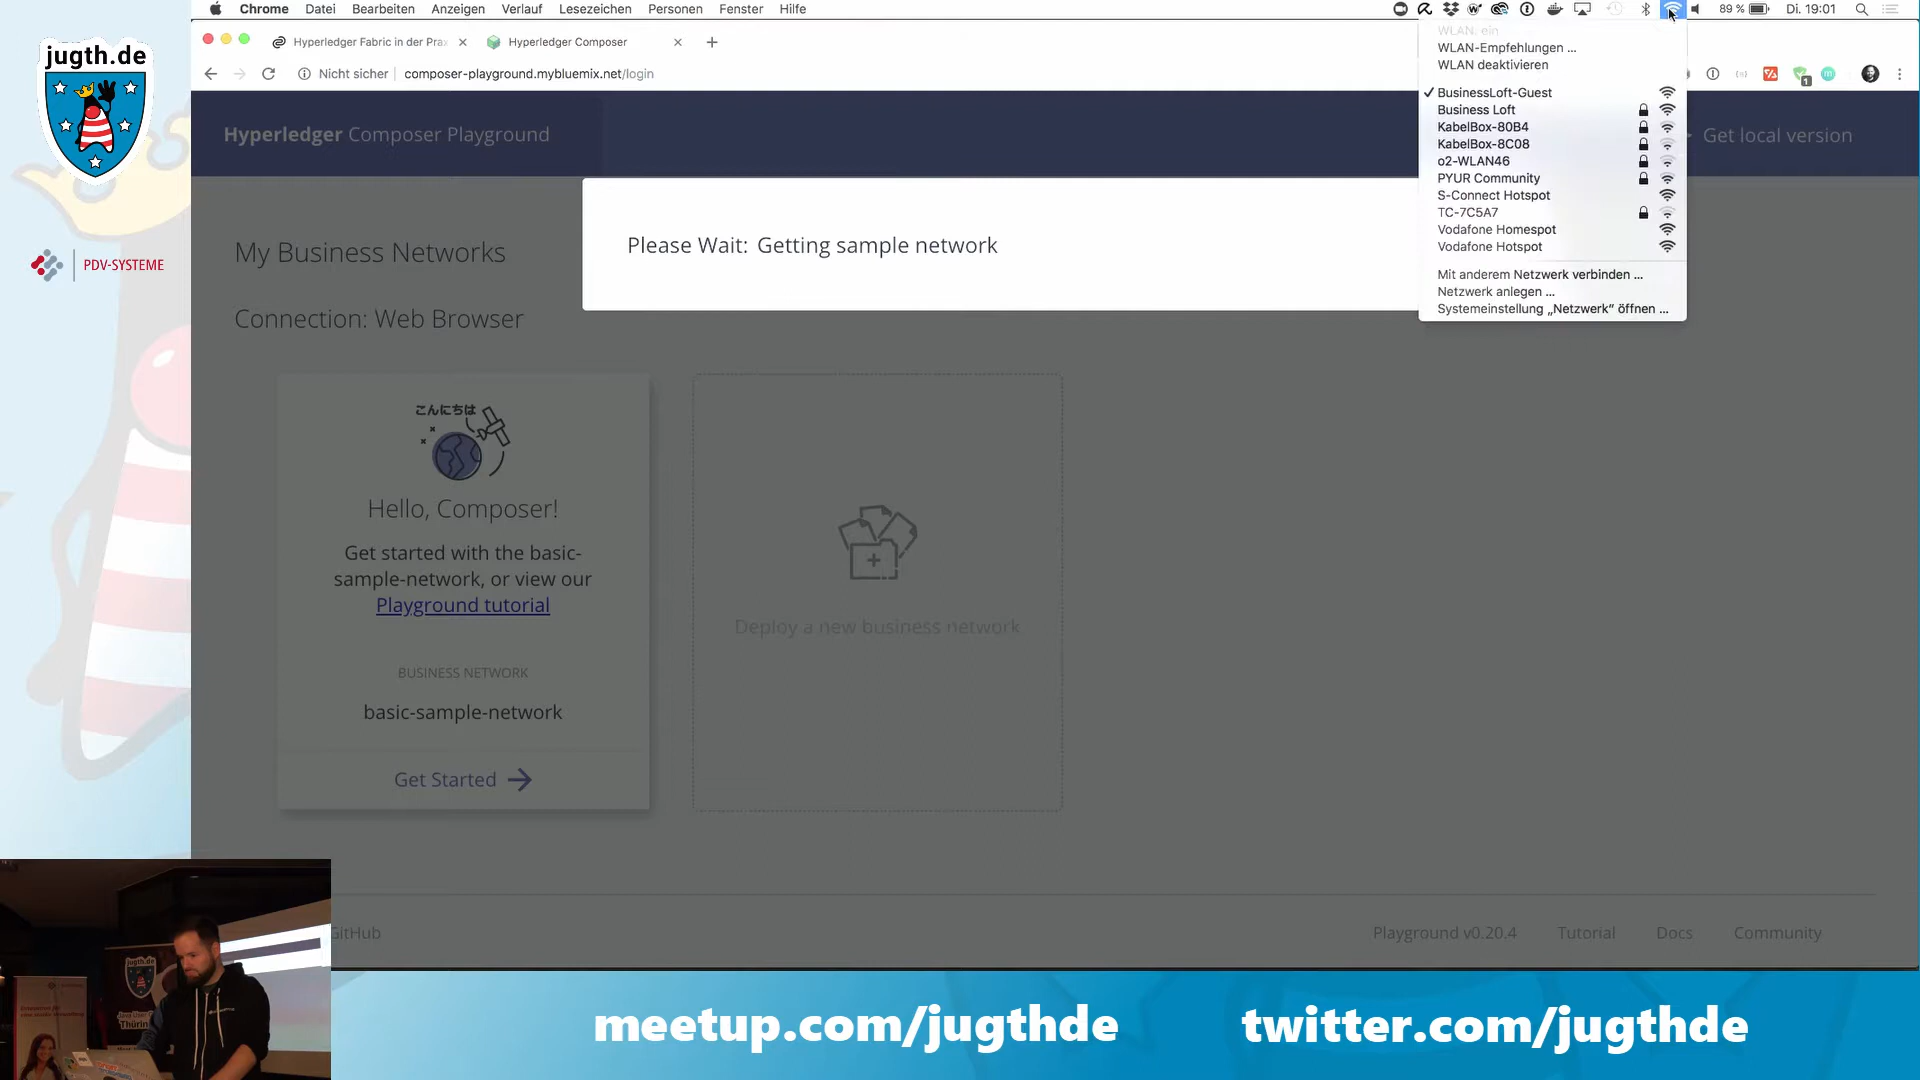 Chrome Datei Bearbeiten Anzeigen Verlauf Lesezeichen Personen Fenster Hilfe
89 % Di. 19:01
jugth.de
PDV-SYSTEME
Hyperledger Fabric in der Pra
Hyperledger Composer
Nicht sicher composer-playground.mybluemix.net/login
WLAN: ein
WLAN-Empfehlungen ...
WLAN deaktivieren
BusinessLoft-Guest
Business Loft
KabelBox-80B4
KabelBox-8C08
o2-WLAN46
PYUR Community
S-Connect Hotspot
TC-7C5A7
Vodafone Homespot
Vodafone Hotspot
Mit anderem Netzwerk verbinden ...
Netzwerk anlegen ...
Systemeinstellung „Netzwerk“ öffnen ...
Hyperledger Composer Playground
Get local version
Please Wait: Getting sample network
My Business Networks
Connection: Web Browser
こんにちは
Hello, Composer!
Get started with the basic-
sample-network, or view our
Playground tutorial
BUSINESS NETWORK
basic-sample-network
Get Started
Deploy a new business network
GitHub
Playground v0.20.4 Tutorial Docs Community
jugth.de
meetup.com/jugthde
twitter.com/jugthde